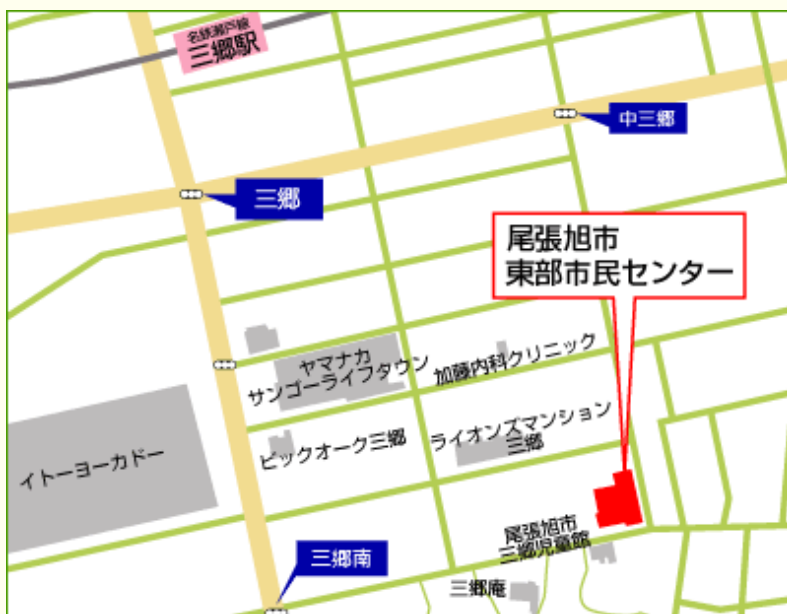 名鉄瀬戸線
三郷駅
中三郷
三郷
尾張旭市
東部市民センター
ヤマナカ
サンゴーライフタウン
加藤内科クリニック
ビックオーク三郷
ライオンズマンション
三郷
イトーヨーカドー
尾張旭市
三郷児童館
三郷南
三郷庵